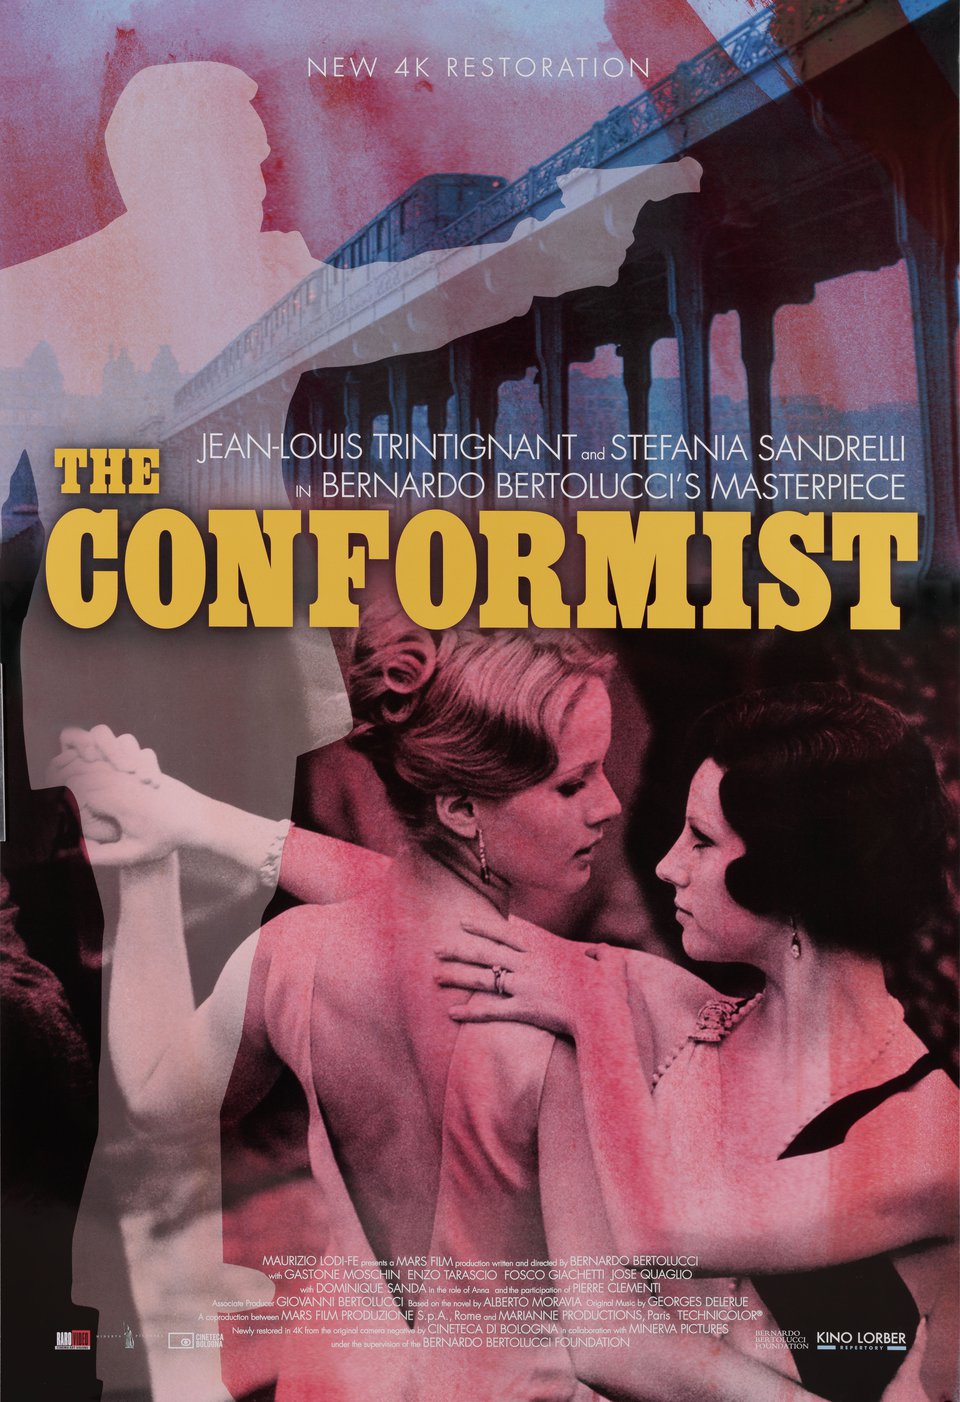 NEW 4K RESTORATION
JEAN-LOUIS TRINTIGNANT and STEFANIA SANDRELLI
IN BERNARDO BERTOLUCCI'S MASTERPIECE
THE
CONFORMIST
MAURIZIO LODI-FE presents a MARS FILM production written and directed By BERNARDO BERTOLUCCI
with GASTONE MOSCHIN ENZO TARASCIO FOSCO GIACHETTI JOSE QUAGLIO
with DOMINIQUE SANDA in the role of Anna and the participation of PIERRE CLEMENTI
Associate Producer GIOVANNI BERTOLUCCI Based on the novel by ALBERTO MORAVIA Original Music by GEORGES DELERUE
A coproduction between MARS FILM PRODUZIONE S.p.A., Rome and MARIANNE PRODUCTIONS, Paris TECHNICOLOR®
Newly restored in 4K from the original camera negative by CINETECA DI BOLOGNA in collaboration with MINERVA PICTURES
under the supervision of the BERNARDO BERTOLUCCI FOUNDATION
RARO VIDEO
MINERVA PICTURES
CINETECA
BOLOGNA
BERNARDO
BERTOLUCCI
FOUNDATION
KINO LORBER
REPERTORY